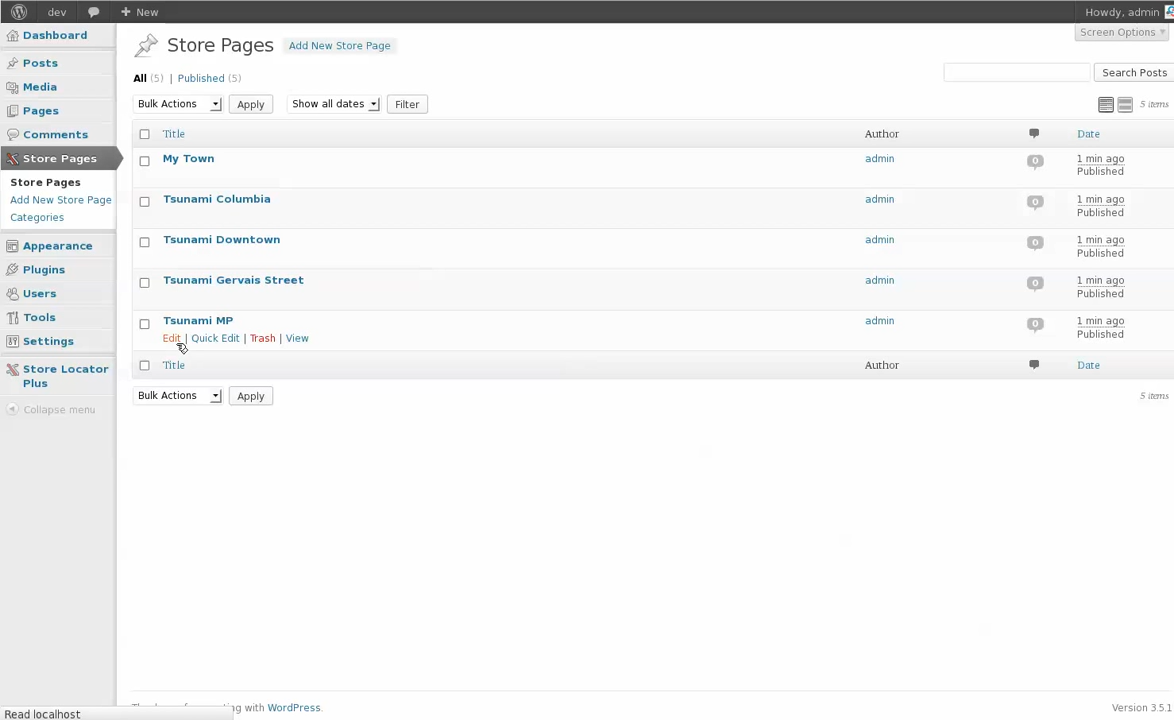 dev + New Howdy, admin
Screen Options ▾
Dashboard
Posts
Media
Pages
Comments
Store Pages
Store Pages
Add New Store Page
Categories
Appearance
Plugins
Users
Tools
Settings
Store Locator
Plus
Collapse menu
Store Pages Add New Store Page
All (5) | Published (5)
Search Posts
Bulk Actions Apply Show all dates Filter 5 items
Title Author Date
My Town admin 0 1 min ago
Published
Tsunami Columbia admin 0 1 min ago
Published
Tsunami Downtown admin 0 1 min ago
Published
Tsunami Gervais Street admin 0 1 min ago
Published
Tsunami MP admin 0 1 min ago
Edit | Quick Edit | Trash | View Published
Title Author Date
Bulk Actions Apply 5 items
with WordPress. Version 3.5.1
Read localhost